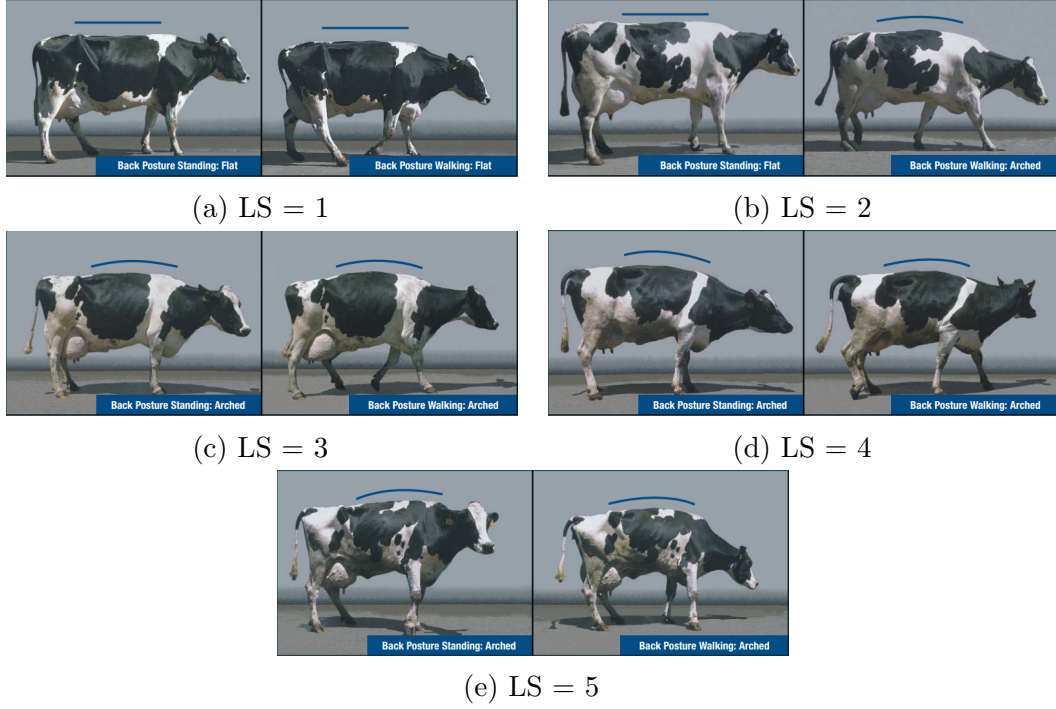 Back Posture Standing: Flat
Back Posture Walking: Flat
(a) LS = 1
Back Posture Standing: Flat
Back Posture Walking: Arched
(b) LS = 2
Back Posture Standing: Arched
Back Posture Walking: Arched
(c) LS = 3
Back Posture Standing: Arched
Back Posture Walking: Arched
(d) LS = 4
Back Posture Standing: Arched
Back Posture Walking: Arched
(e) LS = 5